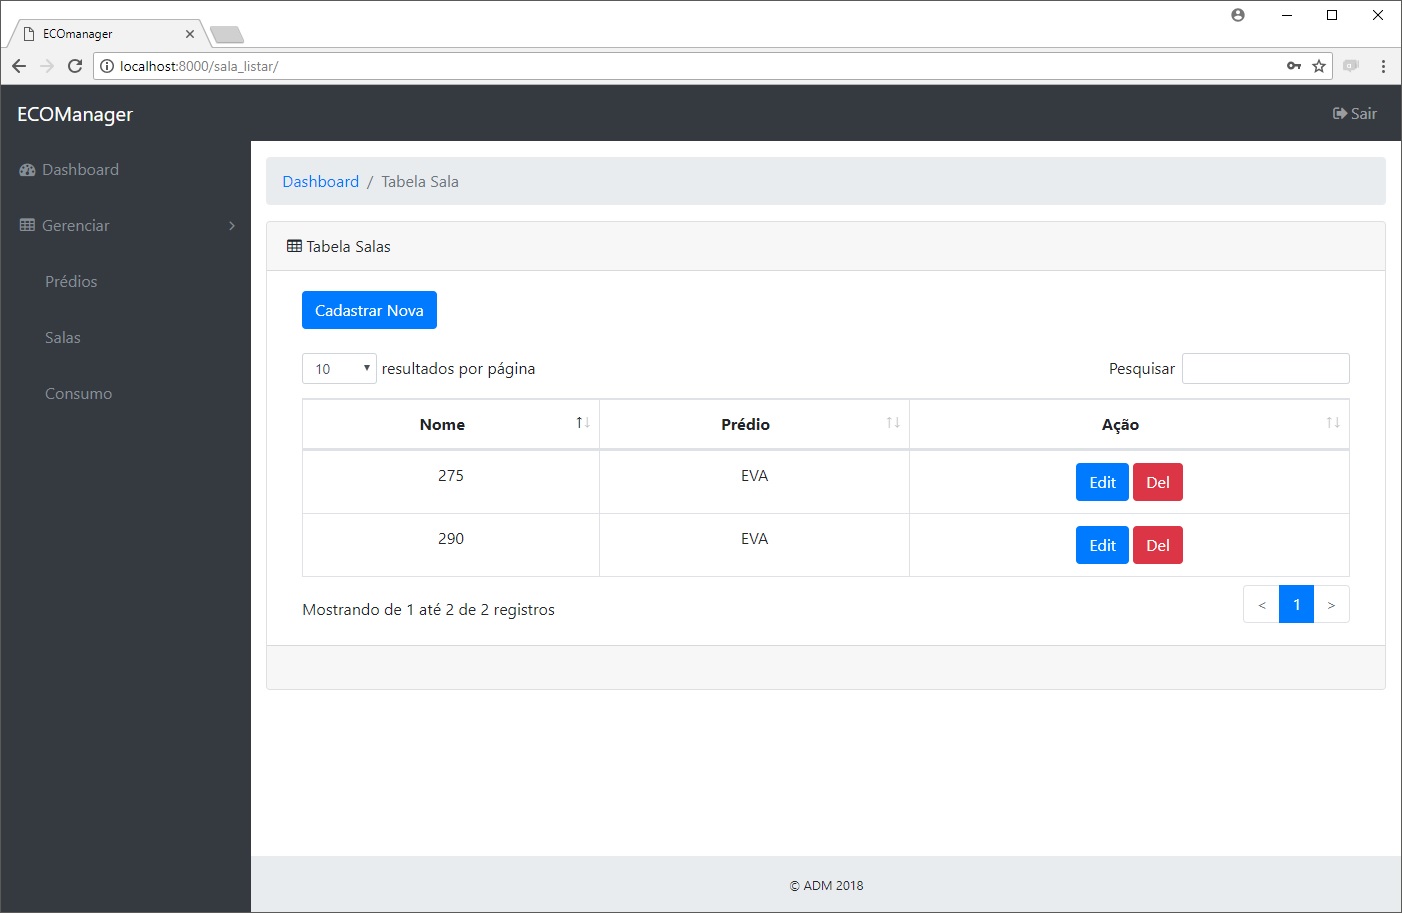 ECOmanager
localhost:8000/sala_listar/
ECOManager
Sair
Dashboard
Gerenciar
Prédios
Salas
Consumo
Dashboard / Tabela Sala
Tabela Salas
Cadastrar Nova
10 resultados por página
Pesquisar
Nome Prédio Ação
275 EVA Edit Del
290 EVA Edit Del
Mostrando de 1 até 2 de 2 registros
< 1 >
© ADM 2018